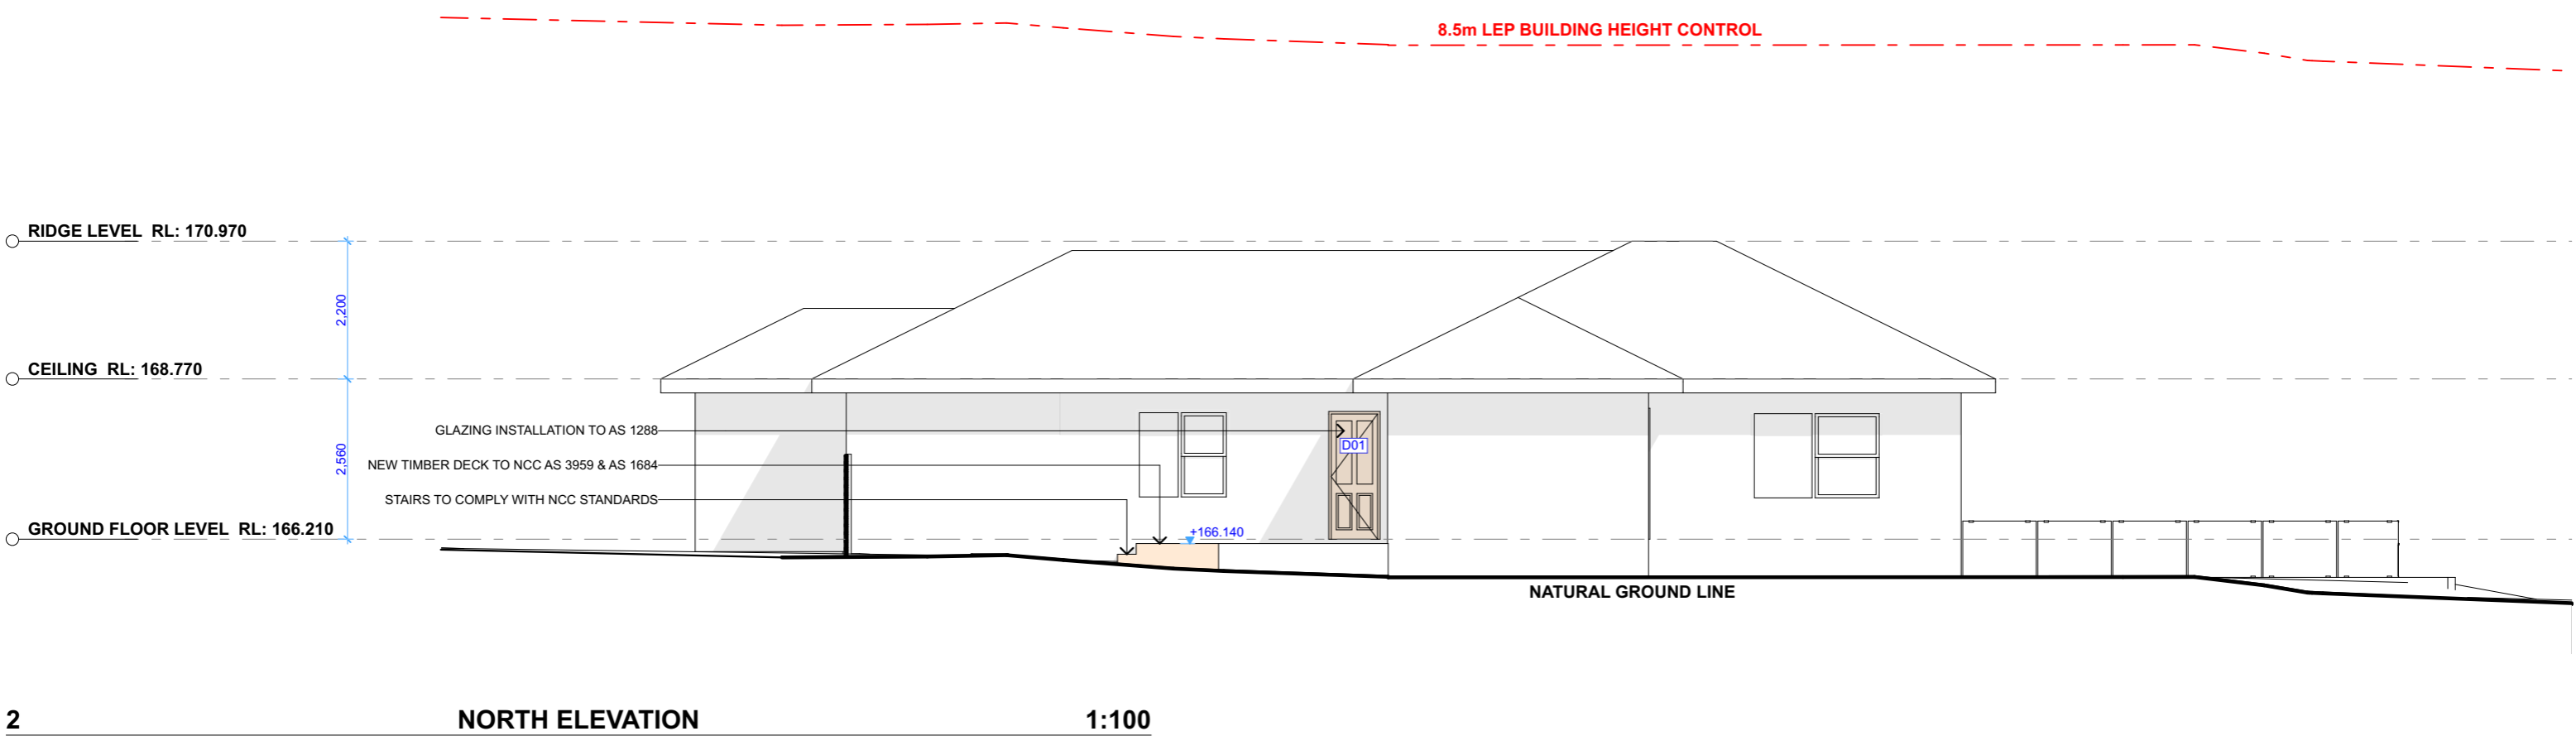 8.5m LEP BUILDING HEIGHT CONTROL
RIDGE LEVEL RL: 170.970
2,200
CEILING RL: 168.770
GLAZING INSTALLATION TO AS 1288
D01
2,560
NEW TIMBER DECK TO NCC AS 3959 & AS 1684
STAIRS TO COMPLY WITH NCC STANDARDS
GROUND FLOOR LEVEL RL: 166.210
+166.140
NATURAL GROUND LINE
2 NORTH ELEVATION 1:100